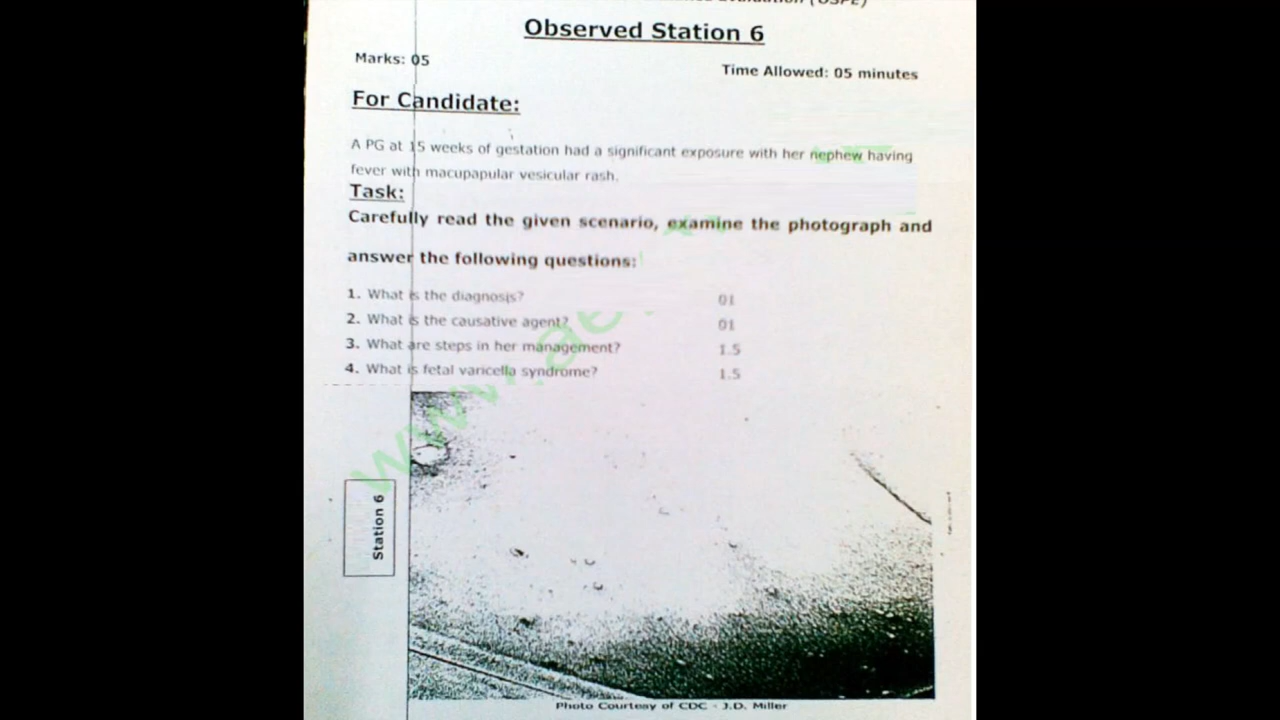 (OSPE)
Observed Station 6
Marks: 05
Time Allowed: 05 minutes
For Candidate:
A PG at 15 weeks of gestation had a significant exposure with her nephew having
fever with macupapular vesicular rash.
Task:
Carefully read the given scenario, examine the photograph and
answer the following questions:
1. What is the diagnosis? 01
2. What is the causative agent? 01
3. What are steps in her management? 1.5
4. What is fetal varicella syndrome? 1.5
www.
Station 6
Photo Courtesy of CDC - J.D. Miller